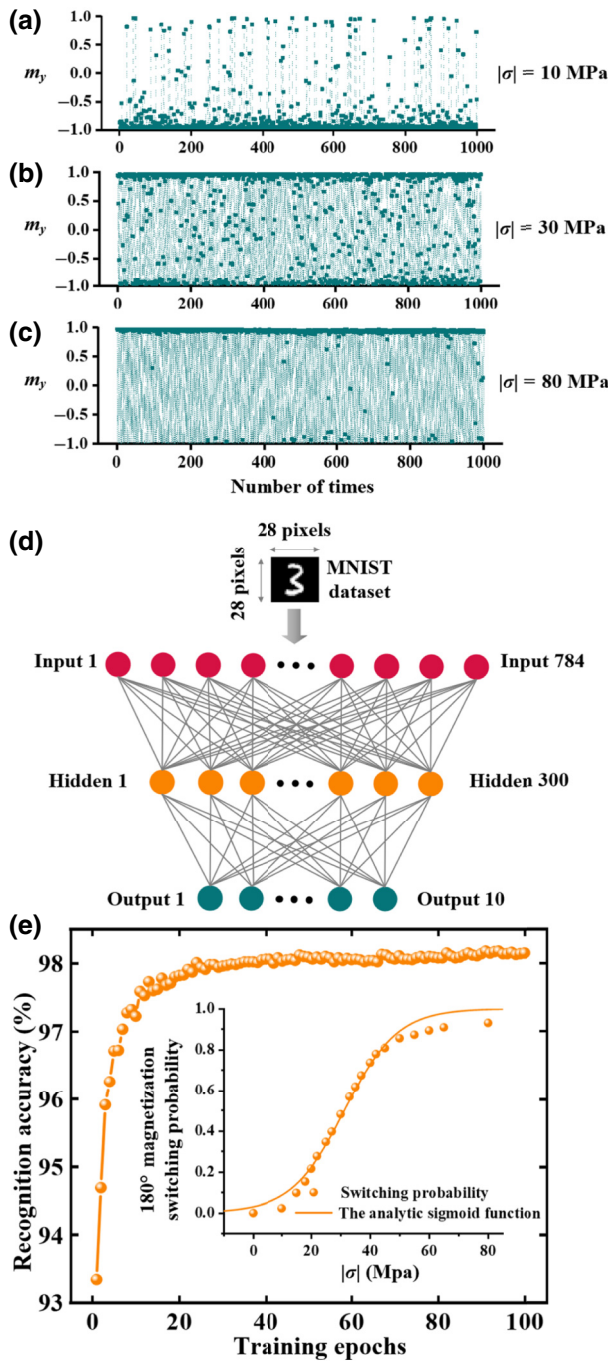 (a)
1.0
0.5
0.0
−0.5
−1.0
my
|σ| = 10 MPa
0 200 400 600 800 1000
(b)
1.0
0.5
0.0
−0.5
−1.0
my
|σ| = 30 MPa
0 200 400 600 800 1000
(c)
1.0
0.5
0.0
−0.5
−1.0
my
|σ| = 80 MPa
0 200 400 600 800 1000
Number of times
(d)
28 pixels
28 pixels
3
MNIST
dataset
Input 1
Input 784
Hidden 1
Hidden 300
Output 1
Output 10
(e)
98
97
96
95
94
93
Recognition accuracy (%)
1.0
0.8
0.6
0.4
0.2
0.0
180° magnetization
switching probability
Switching probability
The analytic sigmoid function
0 20 40 60 80
|σ| (Mpa)
0 20 40 60 80 100
Training epochs